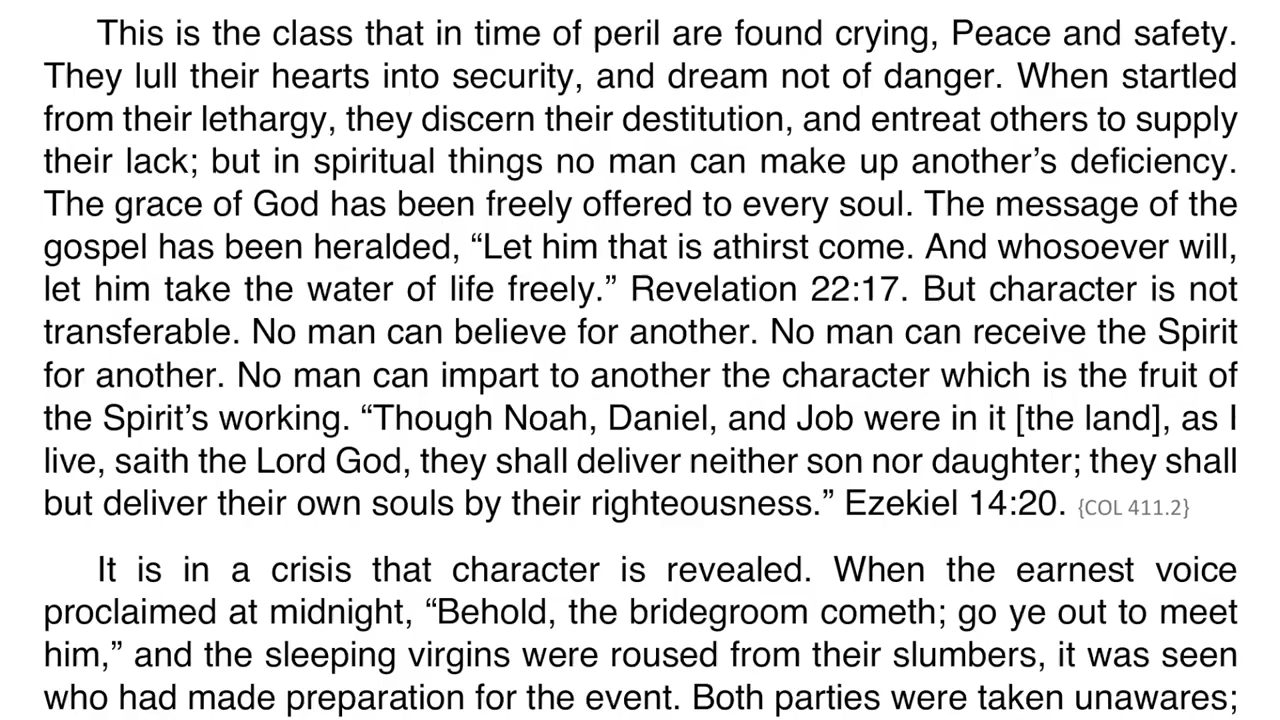 This is the class that in time of peril are found crying, Peace and safety.
They lull their hearts into security, and dream not of danger. When startled
from their lethargy, they discern their destitution, and entreat others to supply
their lack; but in spiritual things no man can make up another’s deficiency.
The grace of God has been freely offered to every soul. The message of the
gospel has been heralded, “Let him that is athirst come. And whosoever will,
let him take the water of life freely.” Revelation 22:17. But character is not
transferable. No man can believe for another. No man can receive the Spirit
for another. No man can impart to another the character which is the fruit of
the Spirit’s working. “Though Noah, Daniel, and Job were in it [the land], as I
live, saith the Lord God, they shall deliver neither son nor daughter; they shall
but deliver their own souls by their righteousness.” Ezekiel 14:20. {COL 411.2}
It is in a crisis that character is revealed. When the earnest voice
proclaimed at midnight, “Behold, the bridegroom cometh; go ye out to meet
him,” and the sleeping virgins were roused from their slumbers, it was seen
who had made preparation for the event. Both parties were taken unawares;